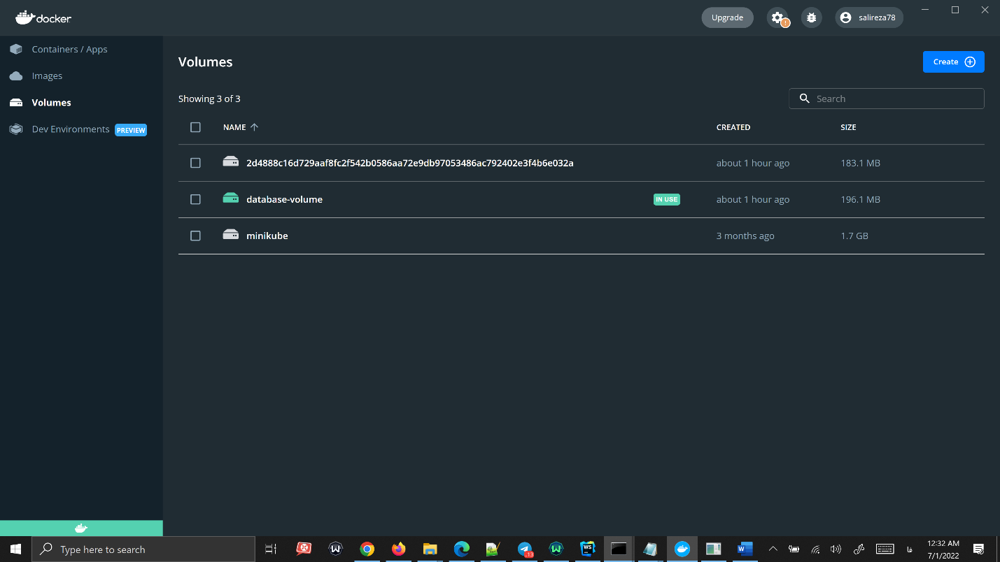 docker
Upgrade
!
salireza78
Containers / Apps
Images
Volumes
Dev Environments PREVIEW
Volumes
Create
Showing 3 of 3
Search
NAME CREATED SIZE
2d4888c16d729aaf8fc2f542b0586aa72e9db97053486ac792402e3f4b6e032a about 1 hour ago 183.1 MB
database-volume IN USE about 1 hour ago 196.1 MB
minikube 3 months ago 1.7 GB
Type here to search
WS
13
W
فا
12:32 AM
7/1/2022